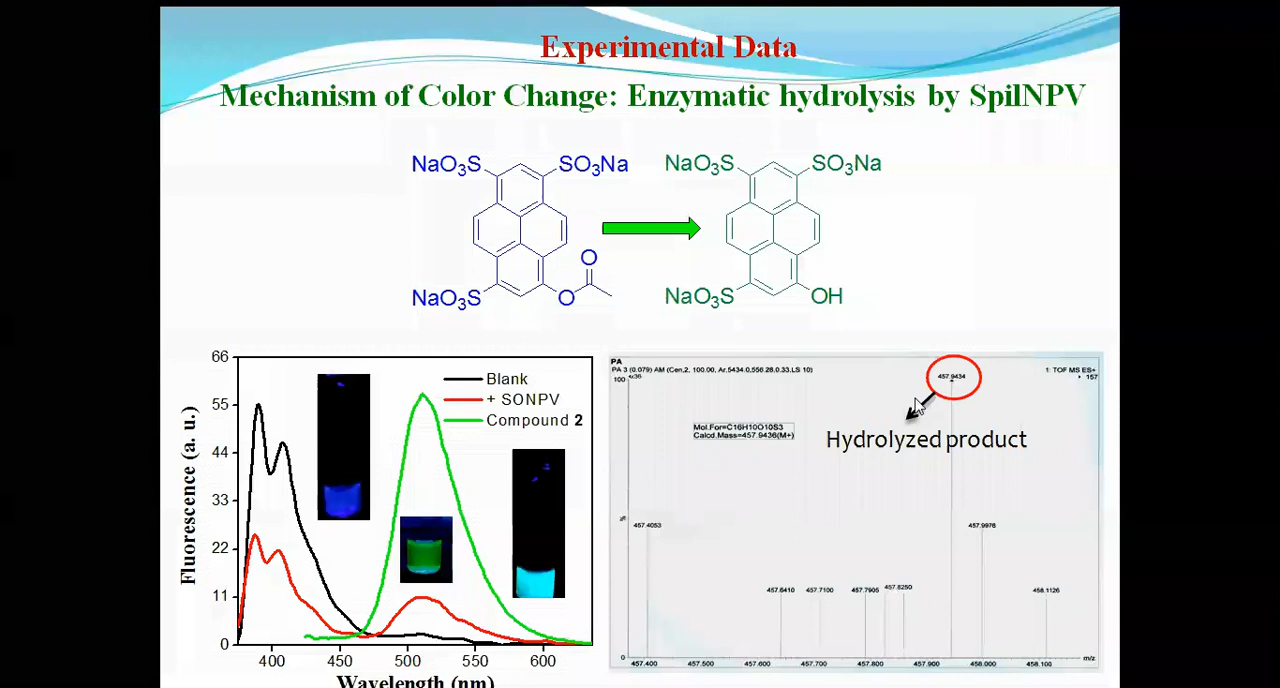 Experimental Data
Mechanism of Color Change: Enzymatic hydrolysis by SpilNPV
NaO3S
SO3Na
O
O
NaO3S
NaO3S
SO3Na
NaO3S
OH
66
55
44
33
22
11
0
Fluorescence (a. u.)
Blank
+ SONPV
Compound 2
400
450
500
550
600
Wavelength (nm)
PA
PA 3 (0.079) AM (Cen,2, 100.00, Ar,5434.0,556.28,0.33,LS 10)
1: TOF MS ES+
157
100
457.9434
Mol.For=C16H10O10S3
Calcd.Mass=457.9436(M+)
Hydrolyzed product
%
457.4053
457.9976
457.6410
457.7100
457.7905
457.8250
458.1126
0
m/z
457.400
457.500
457.600
457.700
457.800
457.900
458.000
458.100